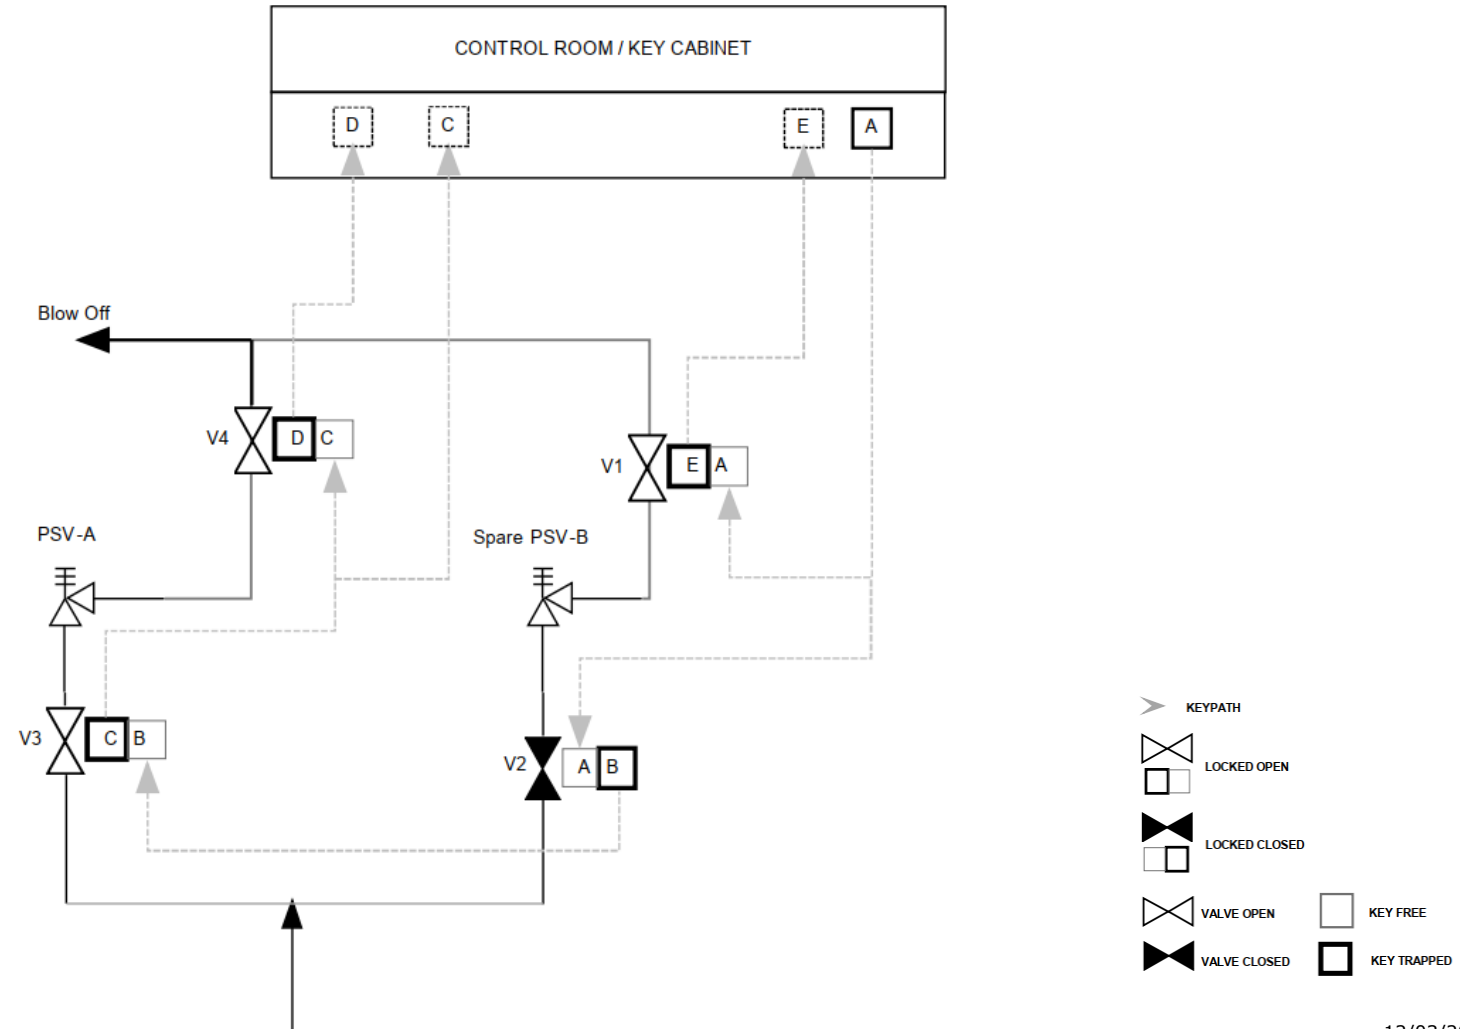 CONTROL ROOM / KEY CABINET
D C E A
Blow Off
V4 D C
V1 E A
PSV-A
Spare PSV-B
V3 C B
V2 A B
KEYPATH
LOCKED OPEN
LOCKED CLOSED
VALVE OPEN KEY FREE
VALVE CLOSED KEY TRAPPED